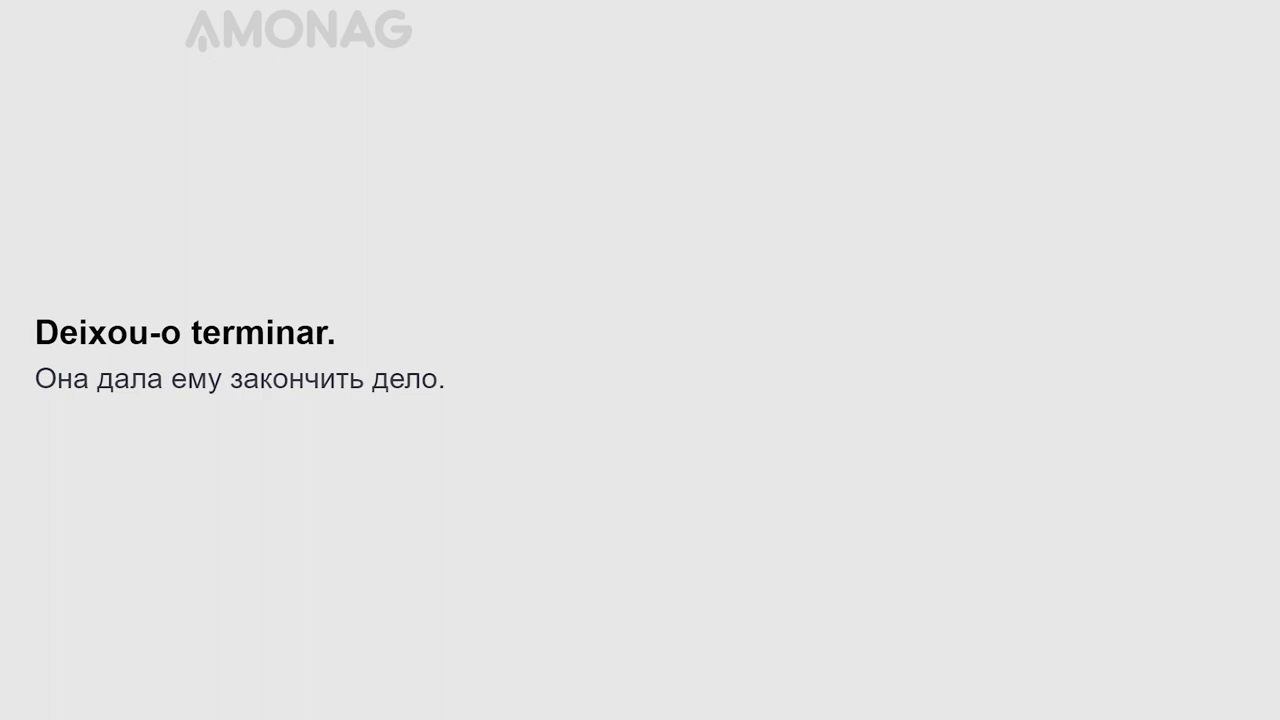 AMONAG
Deixou-o terminar.
Она дала ему закончить дело.